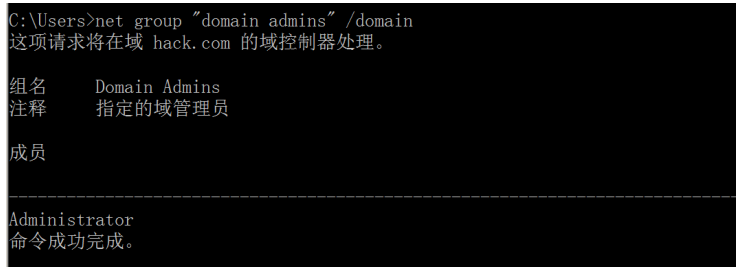 C:\Users>net group "domain admins" /domain
这项请求将在域 hack.com 的域控制器处理。
组名     Domain Admins
注释     指定的域管理员
成员
-------------------------------------------------------------------------------
Administrator
命令成功完成。